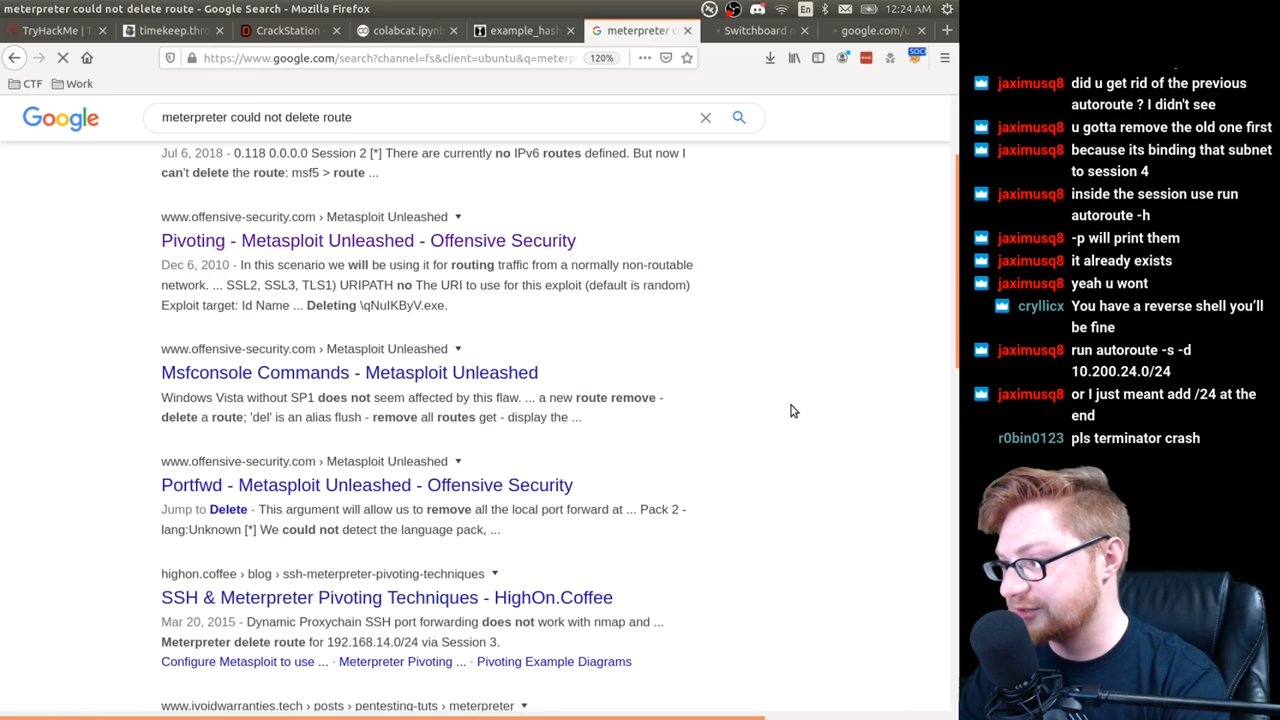 meterpreter could not delete route - Google Search - Mozilla Firefox
En
12:24 AM
TryHackMe | T
timekeep.thr
CrackStation -
colabcat.ipynb
example_hash
meterpreter c
Switchboard r
google.com/u
https://www.google.com/search?channel=fs&client=ubuntu&q=meterp
120%
CTF
Work
Google
meterpreter could not delete route
Jul 6, 2018 - 0.118 0.0.0.0 Session 2 [*] There are currently no IPv6 routes defined. But now I
can't delete the route: msf5 > route ...
www.offensive-security.com › Metasploit Unleashed
Pivoting - Metasploit Unleashed - Offensive Security
Dec 6, 2010 - In this scenario we will be using it for routing traffic from a normally non-routable
network. ... SSL2, SSL3, TLS1) URIPATH no The URI to use for this exploit (default is random)
Exploit target: Id Name ... Deleting \qNuIKByV.exe.
www.offensive-security.com › Metasploit Unleashed
Msfconsole Commands - Metasploit Unleashed
Windows Vista without SP1 does not seem affected by this flaw. ... a new route remove -
delete a route; 'del' is an alias flush - remove all routes get - display the ...
www.offensive-security.com › Metasploit Unleashed
Portfwd - Metasploit Unleashed - Offensive Security
Jump to Delete - This argument will allow us to remove all the local port forward at ... Pack 2 -
lang:Unknown [*] We could not detect the language pack, ...
highon.coffee › blog › ssh-meterpreter-pivoting-techniques
SSH & Meterpreter Pivoting Techniques - HighOn.Coffee
Mar 20, 2015 - Dynamic Proxychain SSH port forwarding does not work with nmap and ...
Meterpreter delete route for 192.168.14.0/24 via Session 3.
Configure Metasploit to use ... · Meterpreter Pivoting ... · Pivoting Example Diagrams
www.ivoidwarranties.tech › posts › pentesting-tuts › meterpreter
jaximusq8 did u get rid of the previous
autoroute ? I didn't see
jaximusq8 u gotta remove the old one first
jaximusq8 because its binding that subnet
to session 4
jaximusq8 inside the session use run
autoroute -h
jaximusq8 -p will print them
jaximusq8 it already exists
jaximusq8 yeah u wont
cryllicx You have a reverse shell you'll
be fine
jaximusq8 run autoroute -s -d
10.200.24.0/24
jaximusq8 or I just meant add /24 at the
end
r0bin0123 pls terminator crash